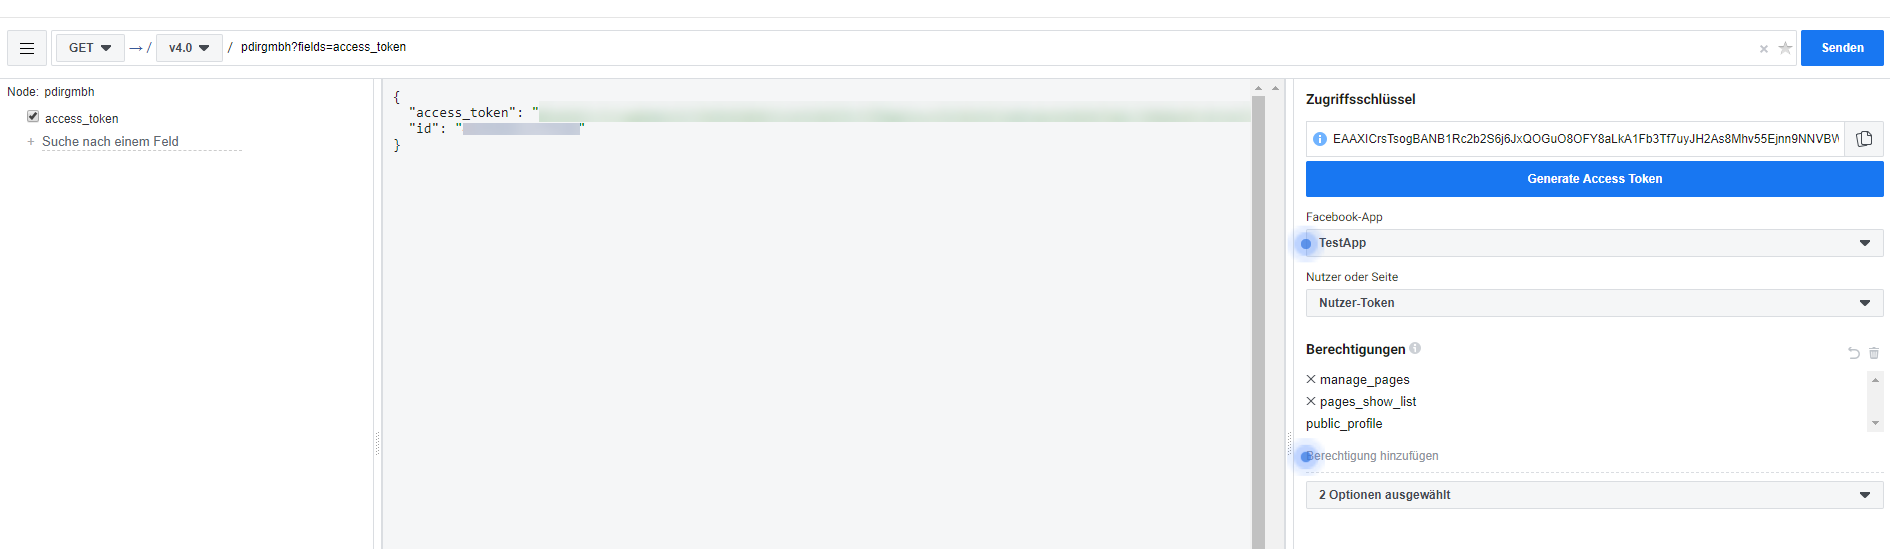 GET → / v4.0 / pdirgmbh?fields=access_token
Senden
Node: pdirgmbh
access_token
+ Suche nach einem Feld
{
"access_token": "
"id": " "
}
Zugriffsschlüssel
EAAXICrsTsogBANB1Rc2b2S6j6JxQOGuO8OFY8aLkA1Fb3Tf7uyJH2As8Mhv55Ejnn9NNVBW
Generate Access Token
Facebook-App
TestApp
Nutzer oder Seite
Nutzer-Token
Berechtigungen
manage_pages
pages_show_list
public_profile
Berechtigung hinzufügen
2 Optionen ausgewählt